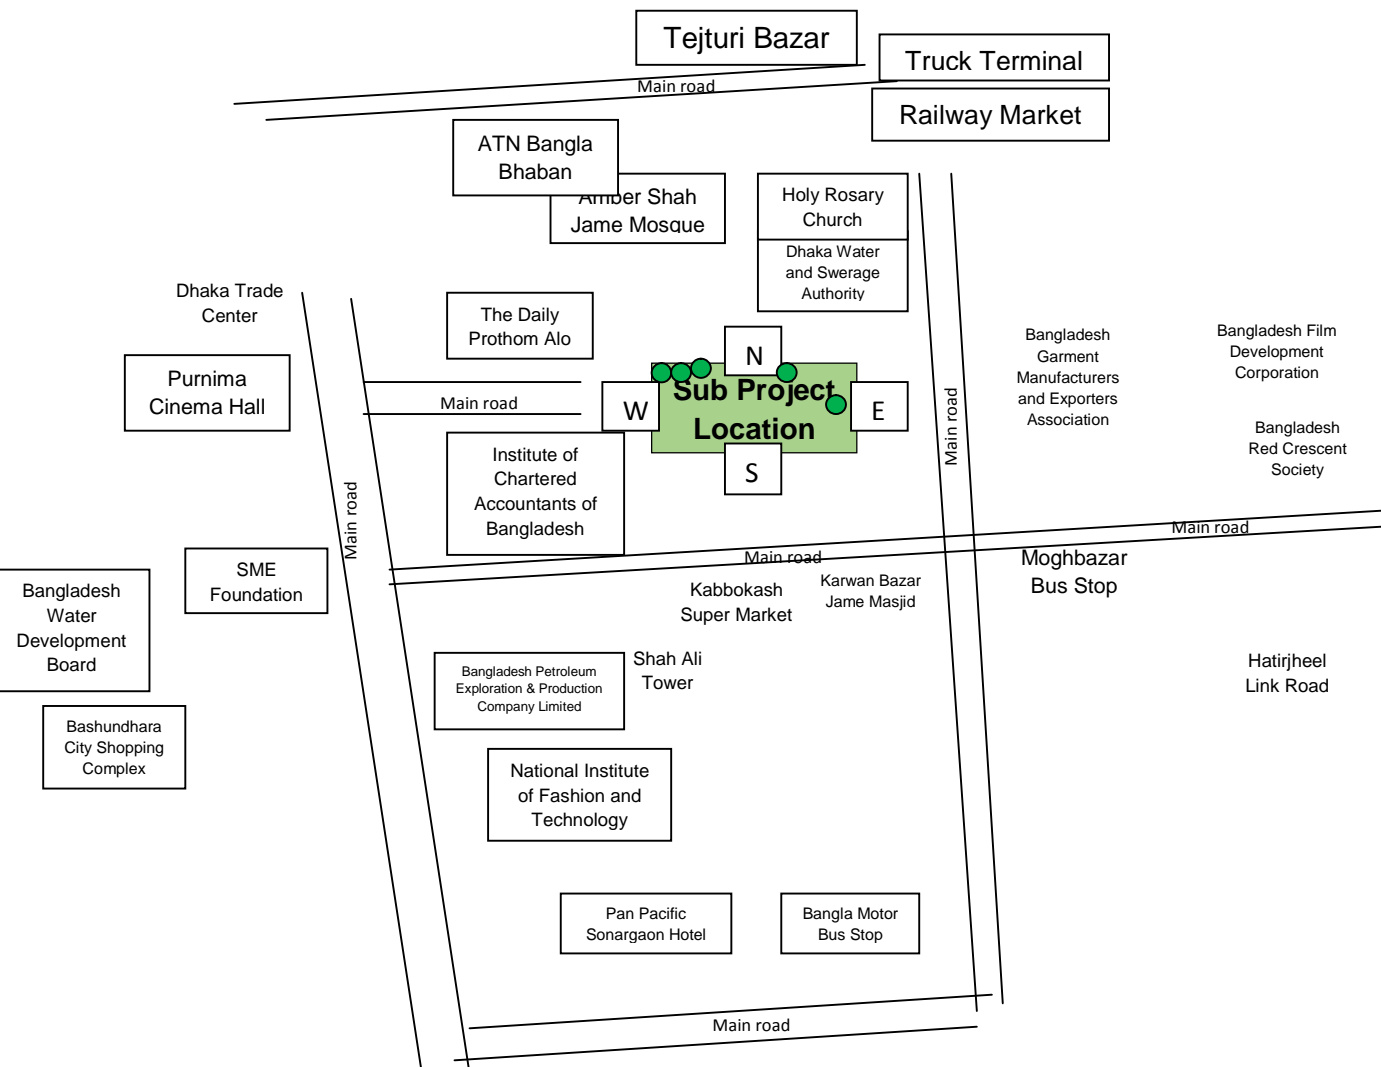 Tejturi Bazar
Truck Terminal
Main road
Railway Market
ATN Bangla
Bhaban
Amber Shah
Jame Mosque
Holy Rosary
Church
Dhaka Water
and Swerage
Authority
Dhaka Trade
Center
The Daily
Prothom Alo
Purnima
Cinema Hall
Main road
N
W
E
S
Sub Project
Location
Main road
Bangladesh
Garment
Manufacturers
and Exporters
Association
Bangladesh Film
Development
Corporation
Bangladesh
Red Crescent
Society
Institute of
Chartered
Accountants of
Bangladesh
Main road
Main road
Main road
SME
Foundation
Bangladesh
Water
Development
Board
Kabbokash
Super Market
Karwan Bazar
Jame Masjid
Moghbazar
Bus Stop
Bangladesh Petroleum
Exploration & Production
Company Limited
Shah Ali
Tower
Hatirjheel
Link Road
Bashundhara
City Shopping
Complex
National Institute
of Fashion and
Technology
Pan Pacific
Sonargaon Hotel
Bangla Motor
Bus Stop
Main road